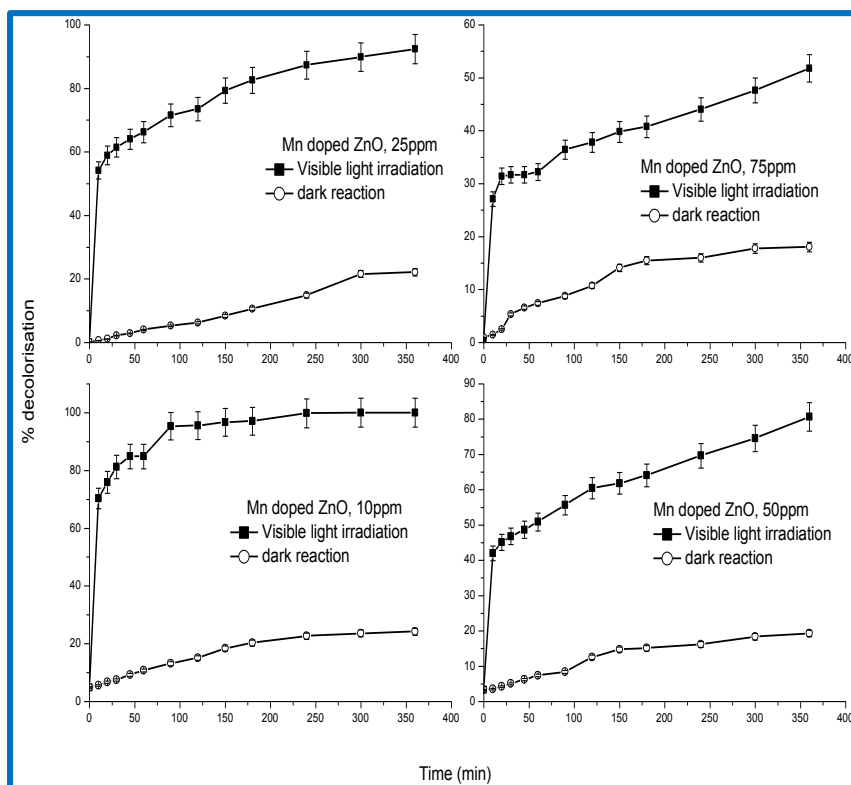 100
80
60
40
20
0
0 50 100 150 200 250 300 350 400
Mn doped ZnO, 25ppm
Visible light irradiation
dark reaction
60
50
40
30
20
10
0
0 50 100 150 200 250 300 350 400
Mn doped ZnO, 75ppm
Visible light irradiation
dark reaction
% decolorisation
100
80
60
40
20
0
0 50 100 150 200 250 300 350 400
Mn doped ZnO, 10ppm
Visible light irradiation
dark reaction
90
80
70
60
50
40
30
20
10
0
0 50 100 150 200 250 300 350 400
Mn doped ZnO, 50ppm
Visible light irradiation
dark reaction
Time (min)